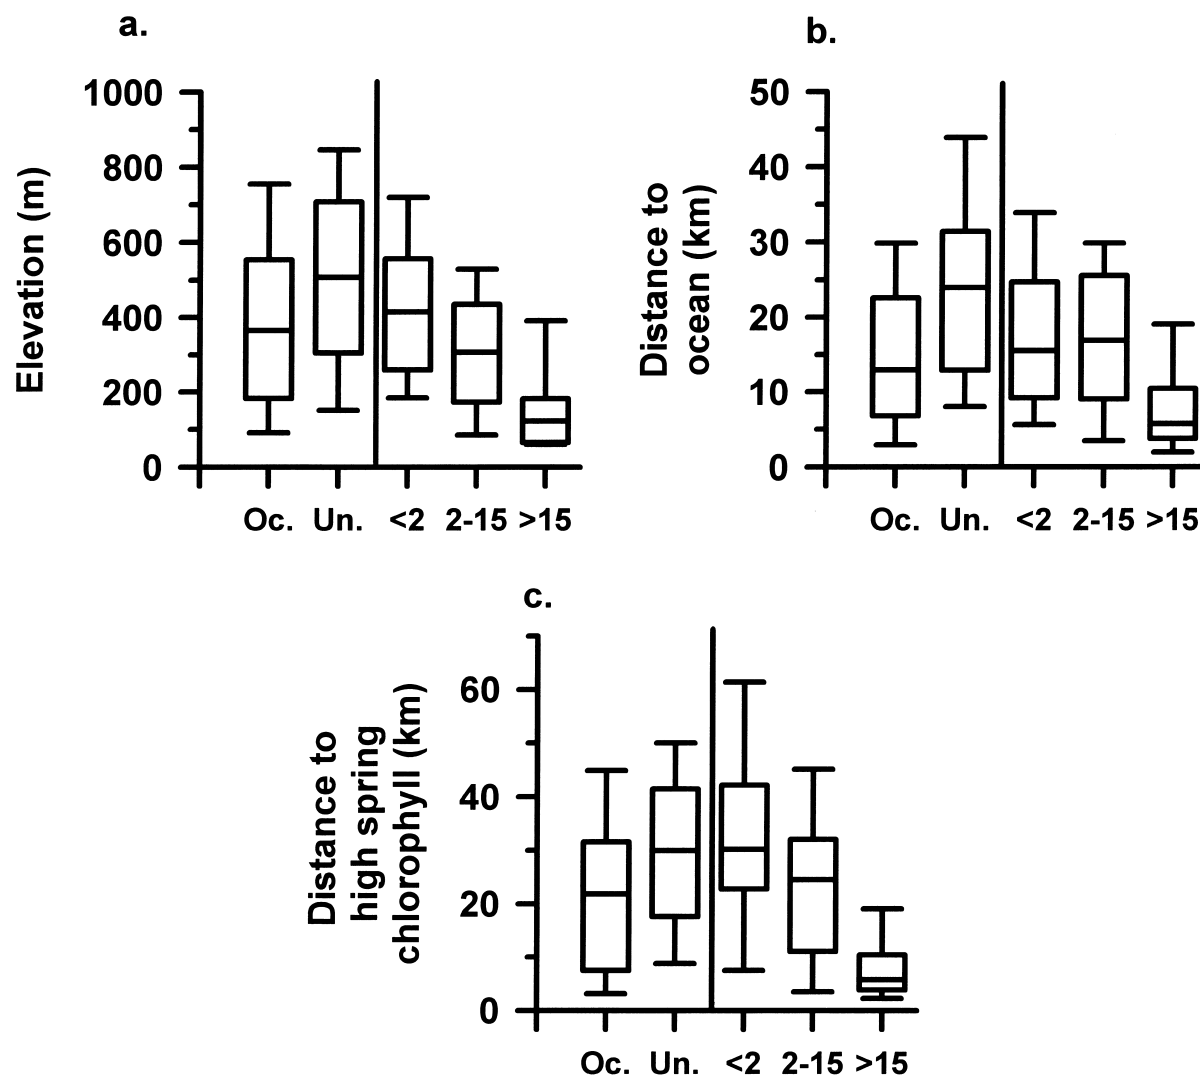 a.
Elevation (m)
1000
800
600
400
200
0
Oc. Un. <2 2-15 >15
b.
Distance to
ocean (km)
50
40
30
20
10
0
Oc. Un. <2 2-15 >15
c.
Distance to
high spring
chlorophyll (km)
60
40
20
0
Oc. Un. <2 2-15 >15